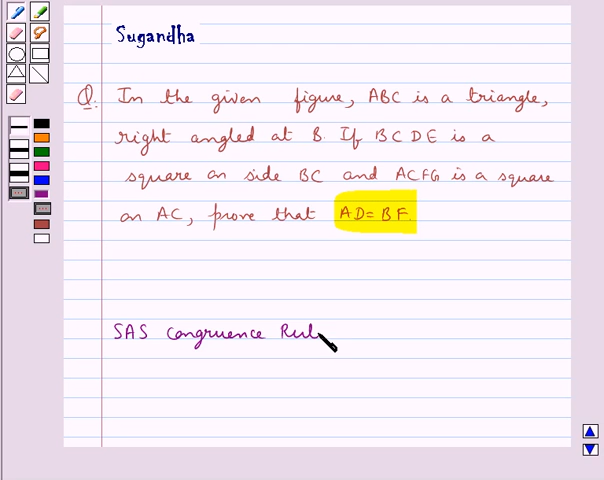 Sugandha
Q. In the given figure, ABC is a triangle,
right angled at B. If BCDE is a
square on side BC and ACFG is a square
on AC, prove that AD = BF.
SAS Congruence Rul